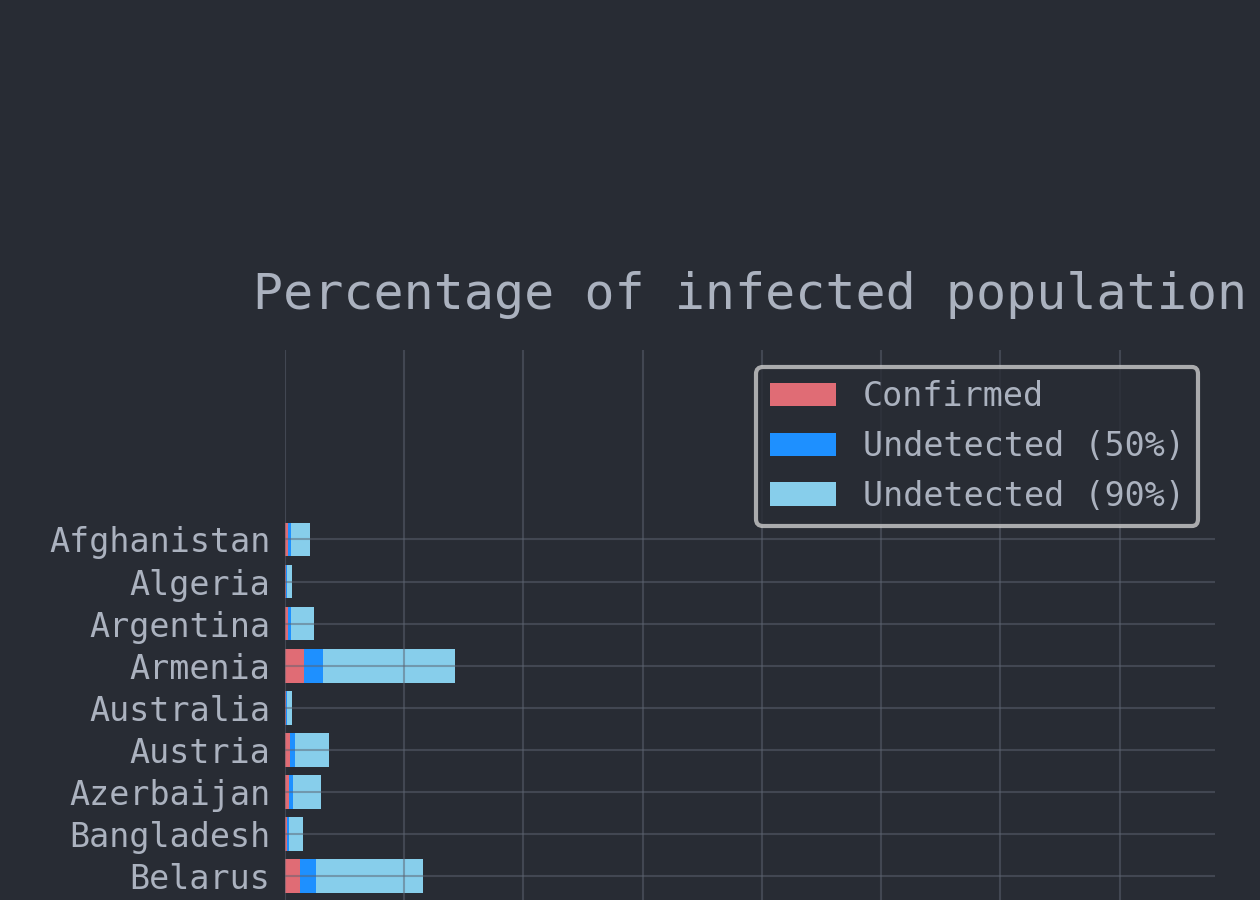 Percentage of infected population
Confirmed
Undetected (50%)
Undetected (90%)
Afghanistan
Algeria
Argentina
Armenia
Australia
Austria
Azerbaijan
Bangladesh
Belarus